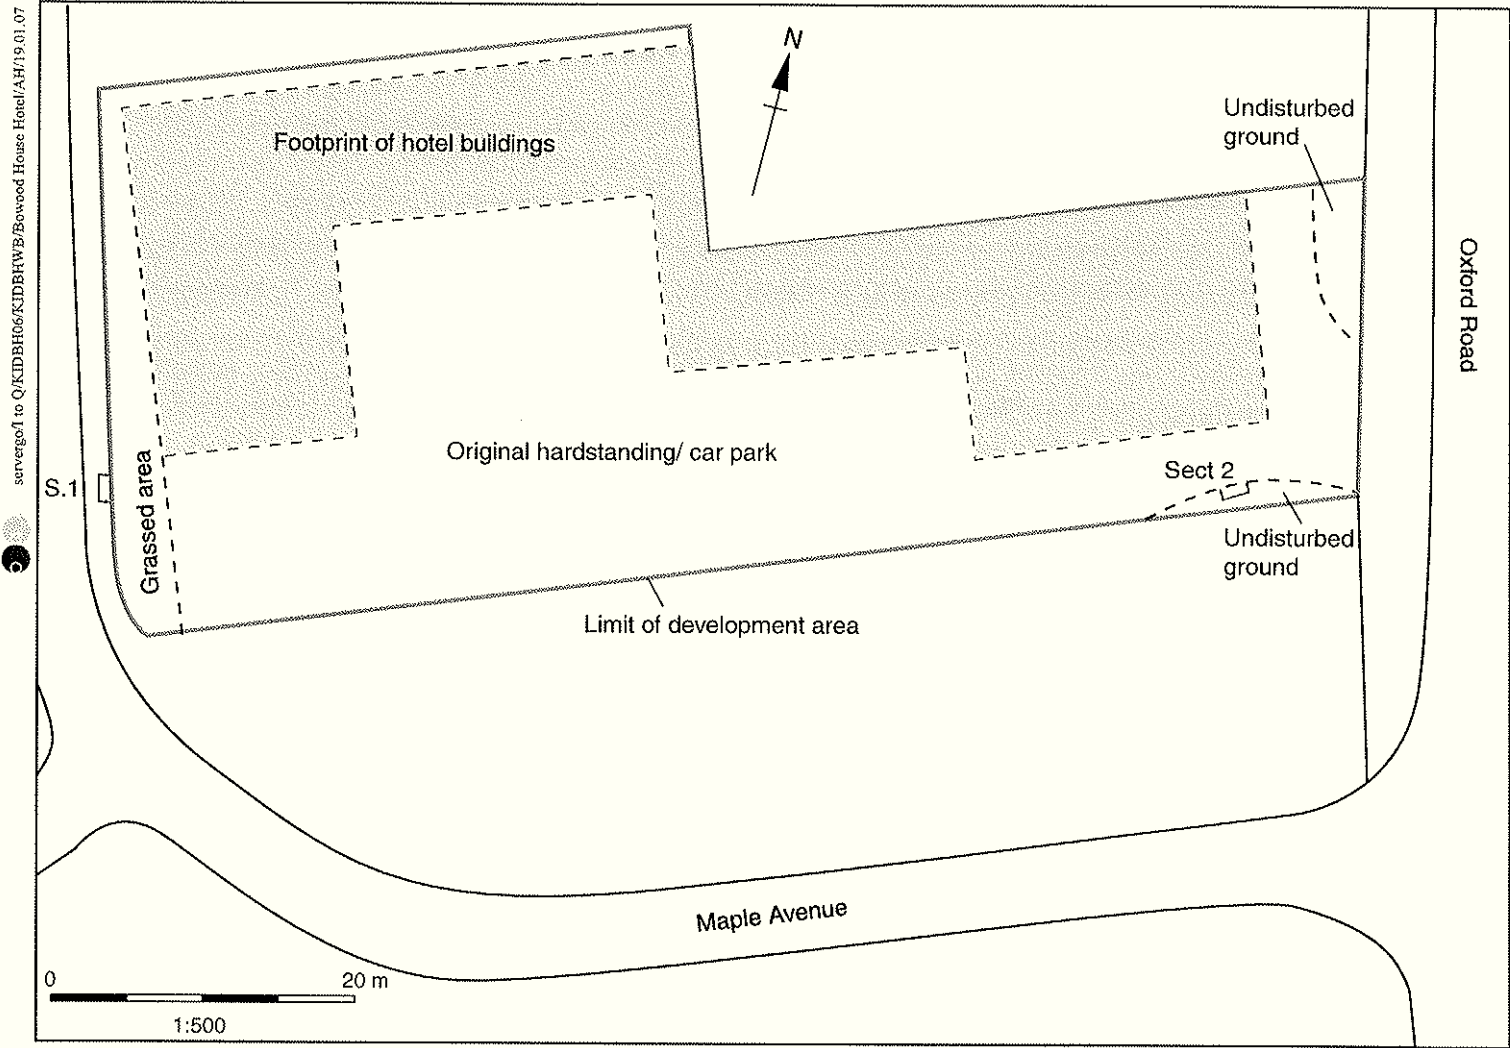 servergo/1 to Q/KIDBH06/KIDBHWB/Bowood House Hotel/AH/19.01.07
N
Undisturbed
ground
Footprint of hotel buildings
Oxford Road
Original hardstanding/ car park
Sect 2
S.1
Grassed area
Undisturbed
ground
Limit of development area
Maple Avenue
0 20 m
1:500